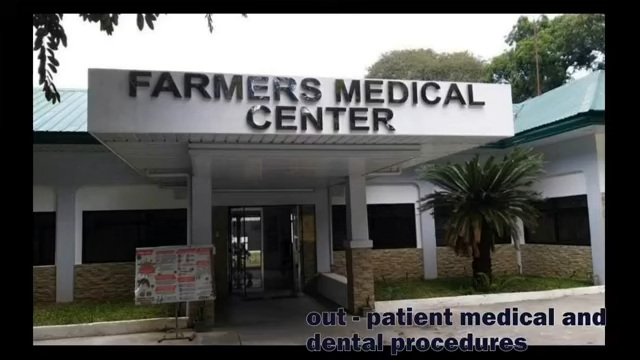 FARMERS MEDICAL
CENTER
out - patient medical and
dental procedures